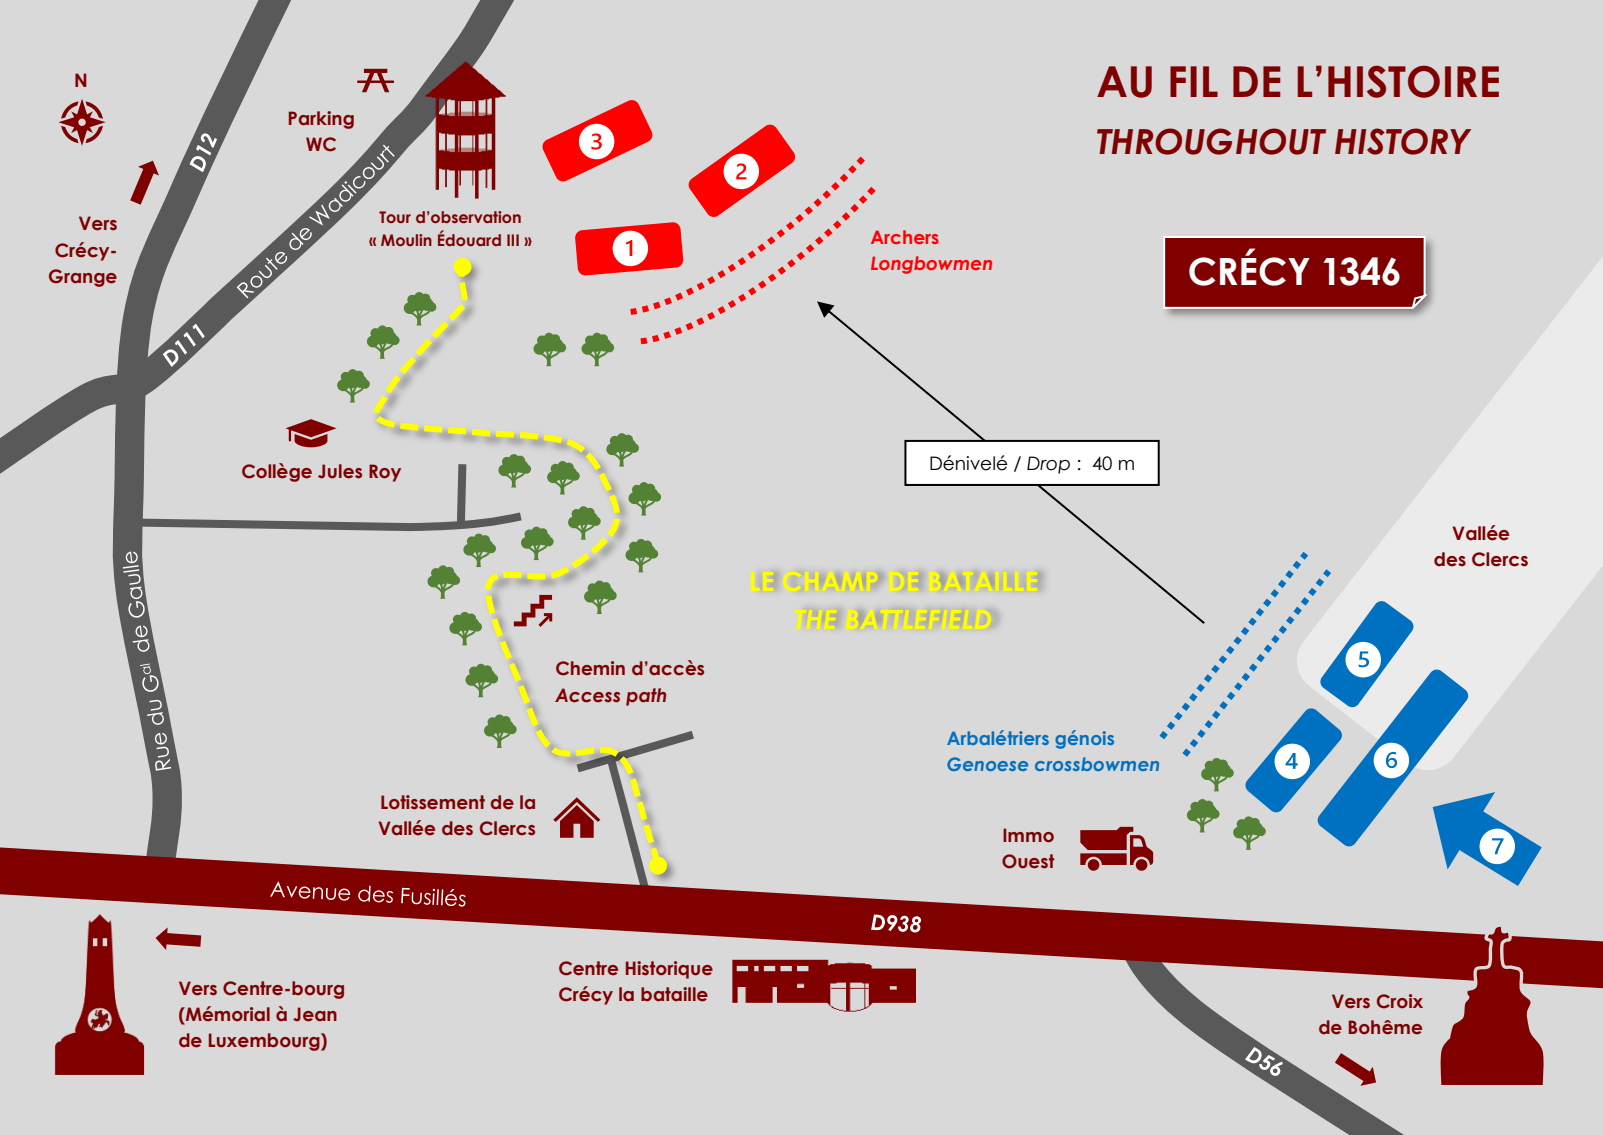 AU FIL DE L’HISTOIRE
THROUGHOUT HISTORY
CRÉCY 1346
N
Vers
Crécy-
Grange
D12
Parking
WC
Route de Wadicourt
D111
Tour d’observation
« Moulin Édouard III »
3
2
1
Archers
Longbowmen
Collège Jules Roy
Dénivelé / Drop : 40 m
Vallée
des Clercs
LE CHAMP DE BATAILLE
THE BATTLEFIELD
Rue du Gal de Gaulle
Chemin d’accès
Access path
5
4
6
7
Arbalétriers génois
Genoese crossbowmen
Lotissement de la
Vallée des Clercs
Immo
Ouest
Avenue des Fusillés
D938
Vers Centre-bourg
(Mémorial à Jean
de Luxembourg)
Centre Historique
Crécy la bataille
D56
Vers Croix
de Bohême